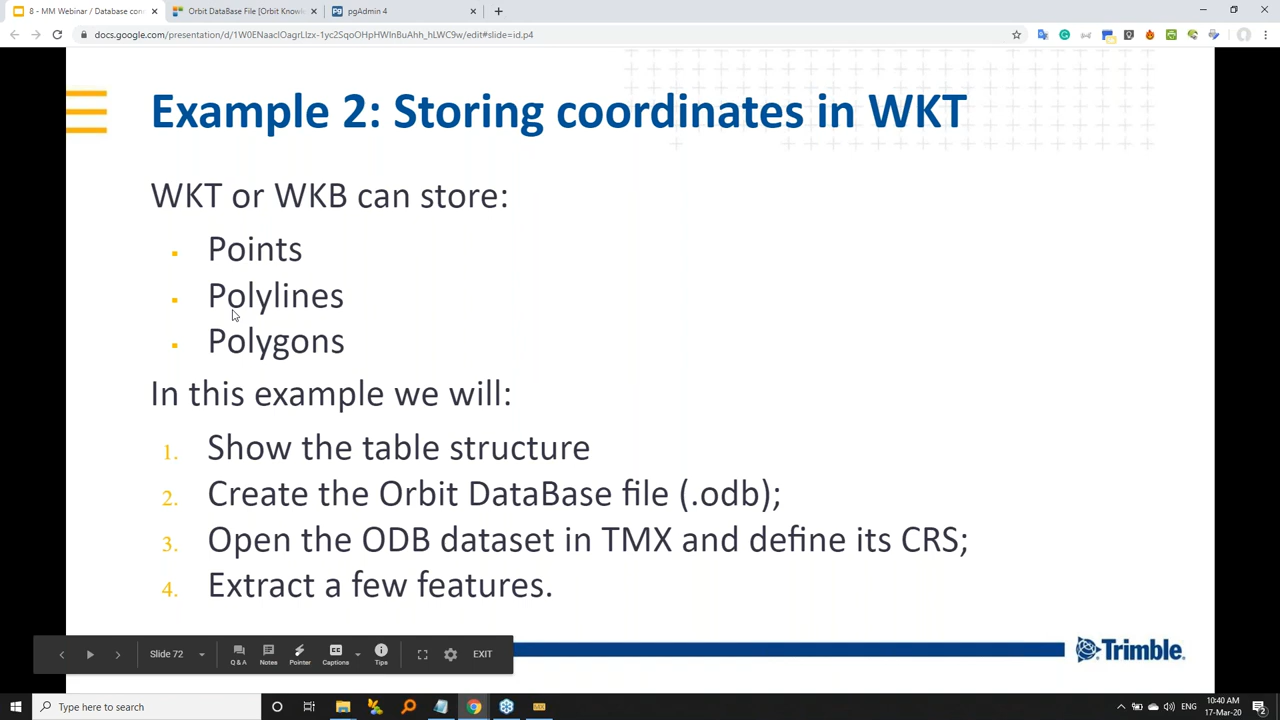 8 - MM Webinar / Database con
Orbit DataBase File [Orbit Knowl
pgAdmin 4
docs.google.com/presentation/d/1W0ENaacIOagrLIzx-1yc2SqoOHpHWInBuAhh_hLWC9w/edit#slide=id.p4
Example 2: Storing coordinates in WKT
WKT or WKB can store:
▪ Points
▪ Polylines
▪ Polygons
In this example we will:
1. Show the table structure
2. Create the Orbit DataBase file (.odb);
3. Open the ODB dataset in TMX and define its CRS;
4. Extract a few features.
Slide 72
Q & A
Notes
Pointer
Captions
Tips
EXIT
Trimble
Type here to search
ENG
10:40 AM
17-Mar-20
2